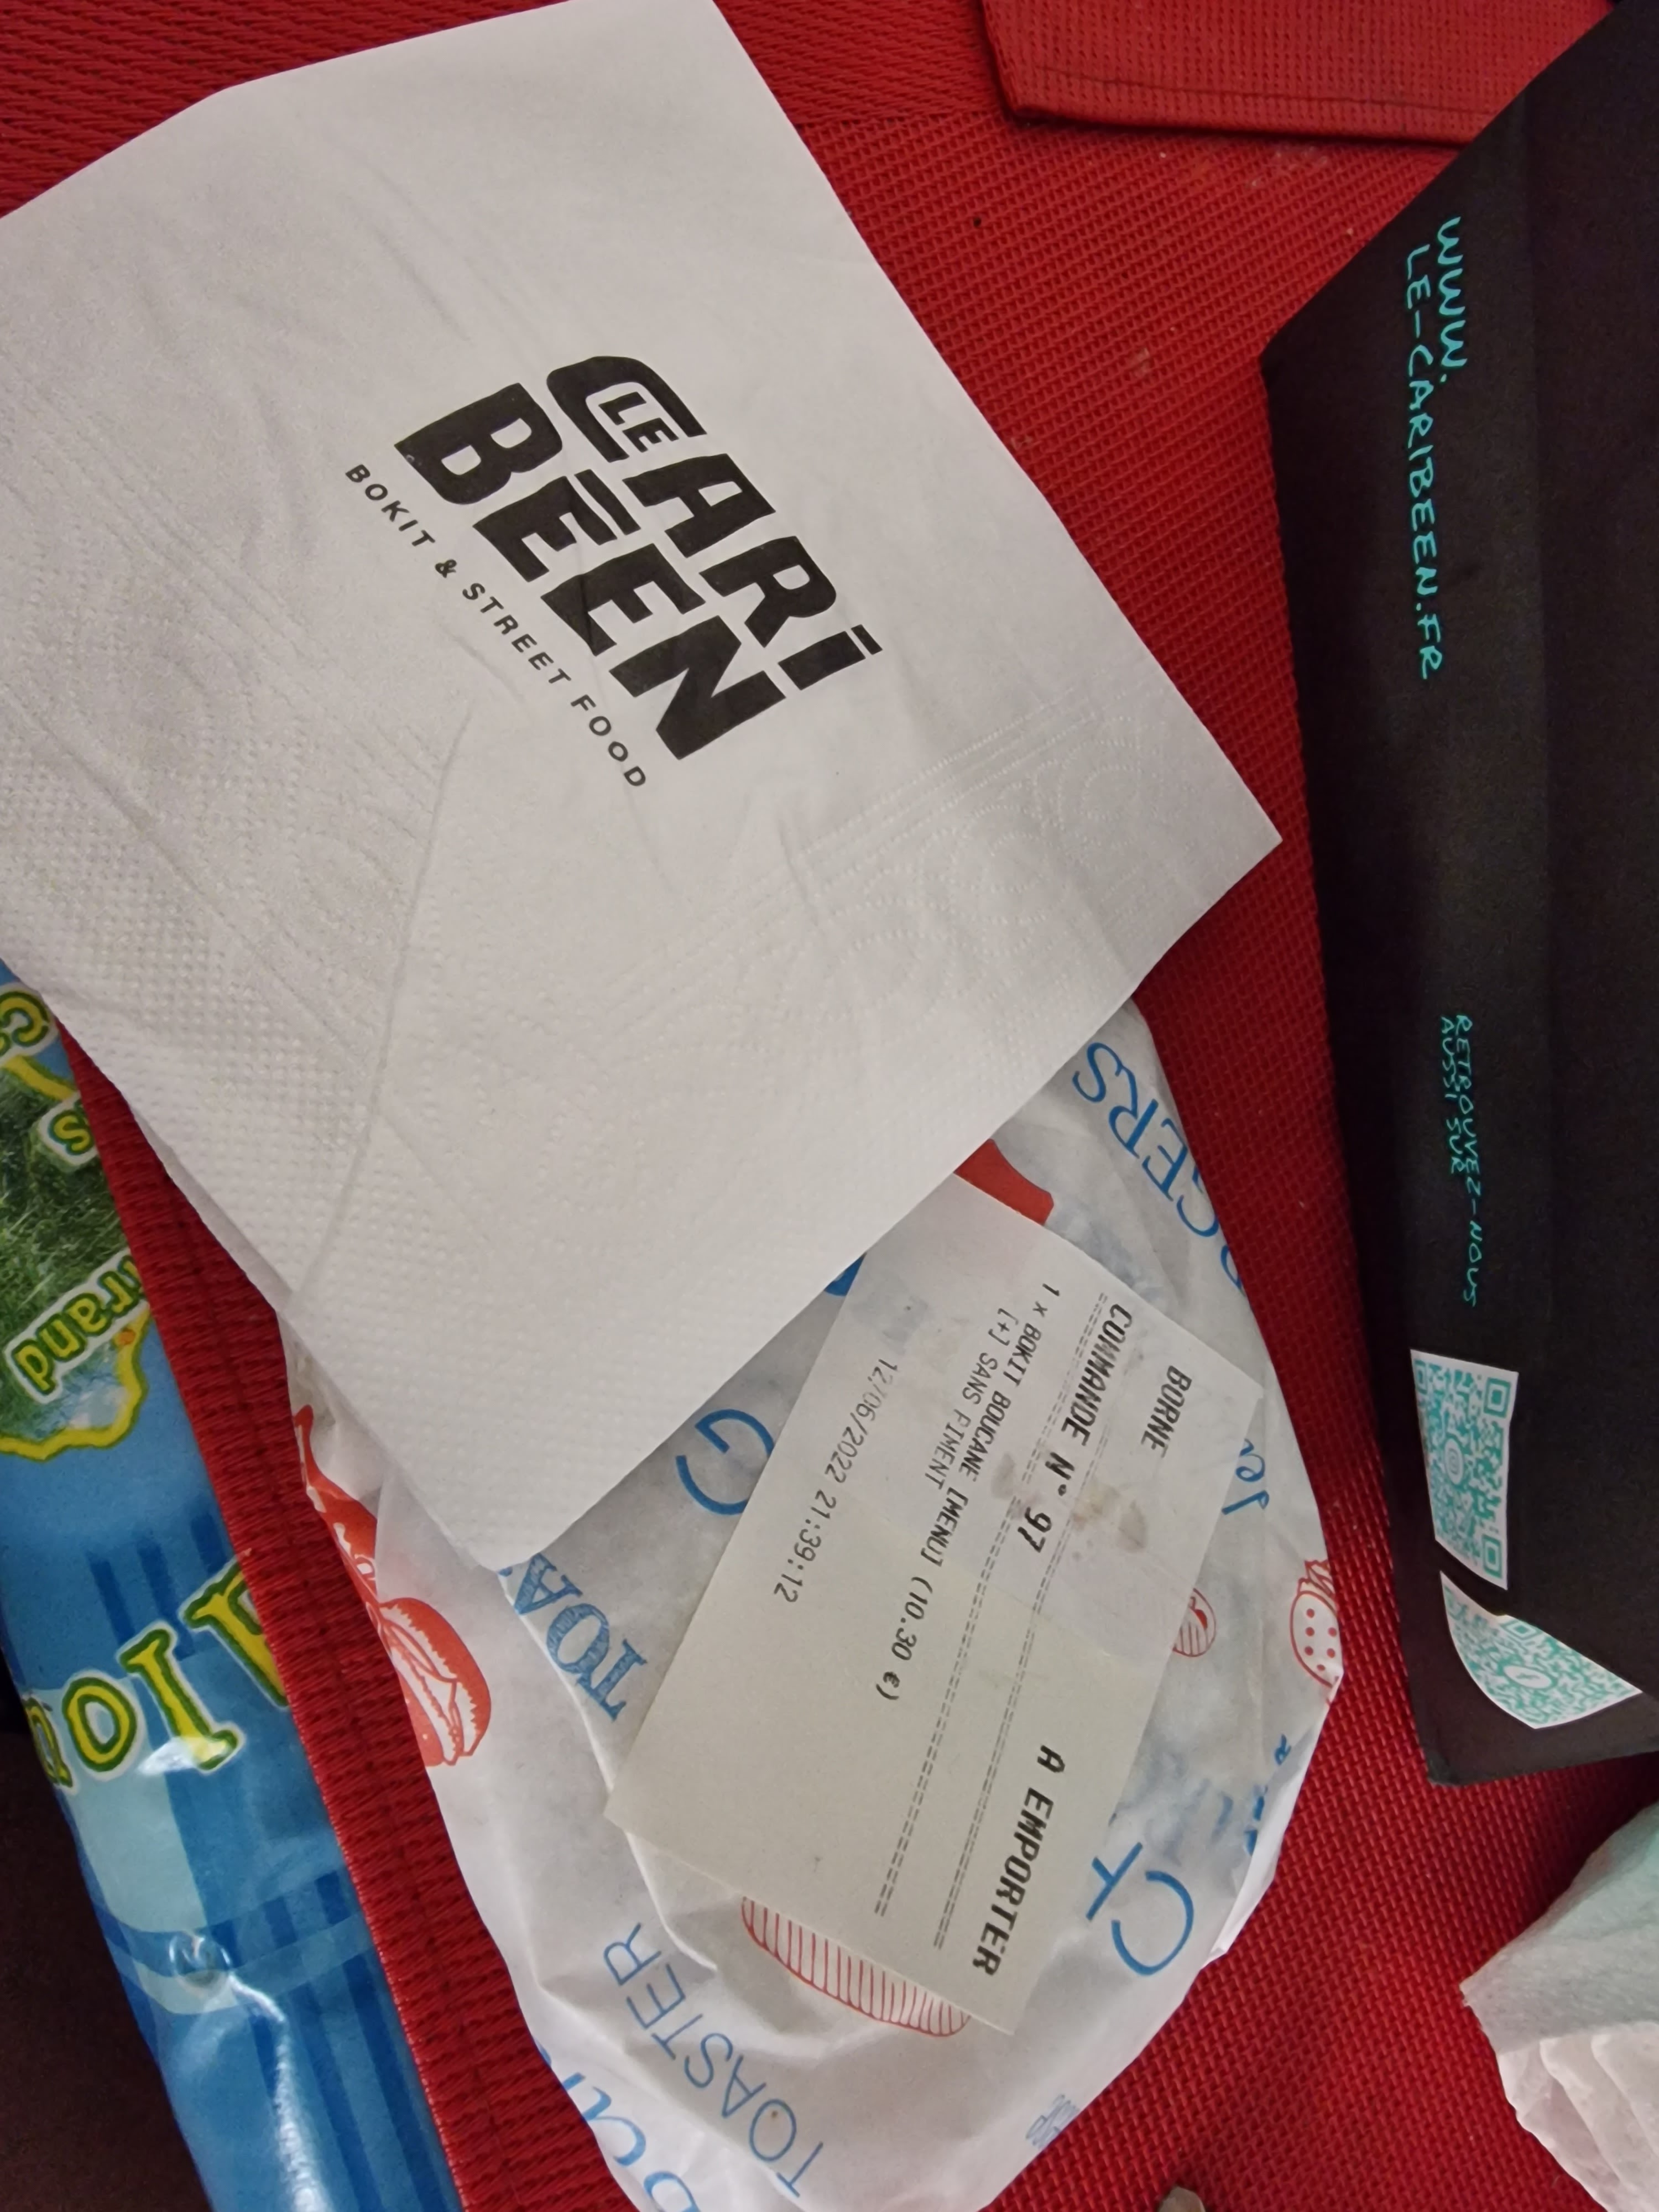 LE
CARI
BÉEN
BOKIT & STREET FOOD
WWW.
LE-CARIBEEN.FR
RETROUVEZ-NOUS
AUSSI SUR
BORNE
COMMANDE N° 97
A EMPORTER
1 x BOKIT BOUCANE [MENU] (10.30 €)
[+] SANS PIMENT
12/06/2022 21:39:12
TOASTER